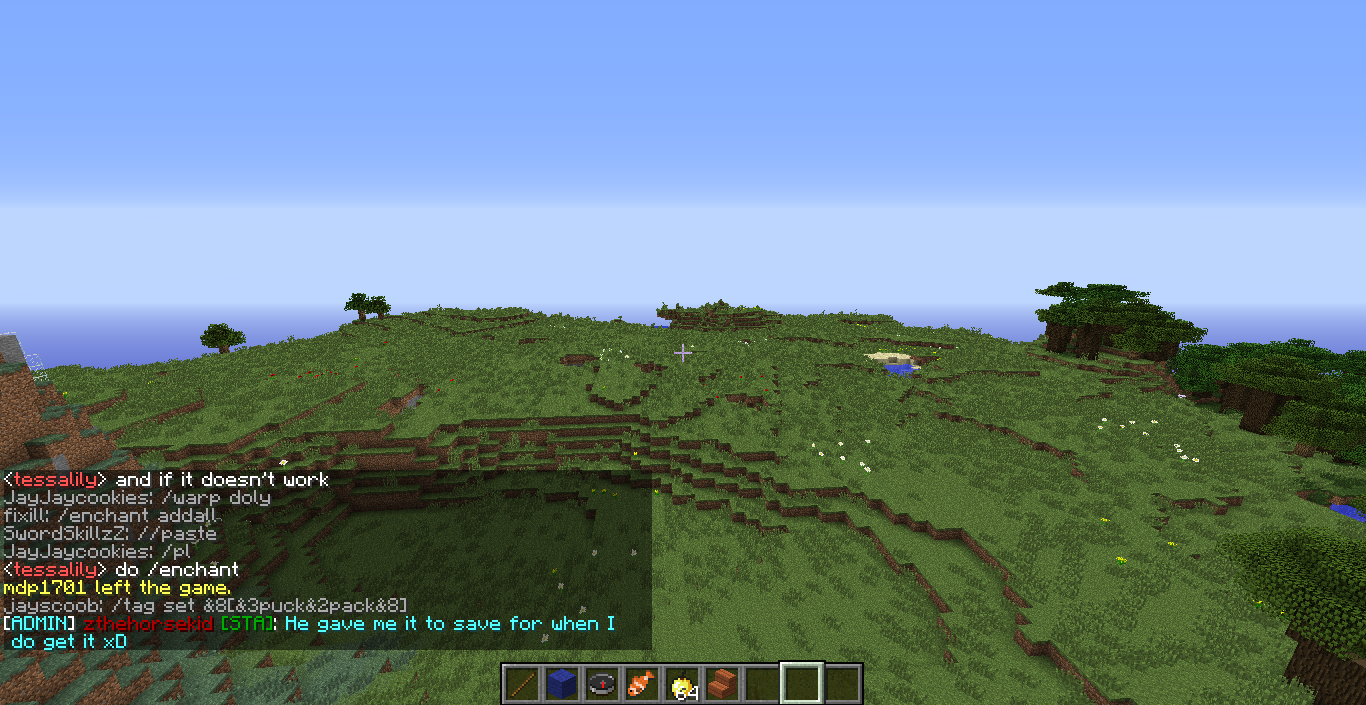 <tessalily> and if it doesn't work
JayJaycookies: /warp doly
fixill: /enchant addall
SwordSkillzZ: //paste
JayJaycookies: /pl
<tessalily> do /enchant
mdp1701 left the game.
jayscoob: /tag set &8[&3puck&2pack&8]
[ADMIN] zthehorsekid [STA]: He gave me it to save for when I
do get it xD
64